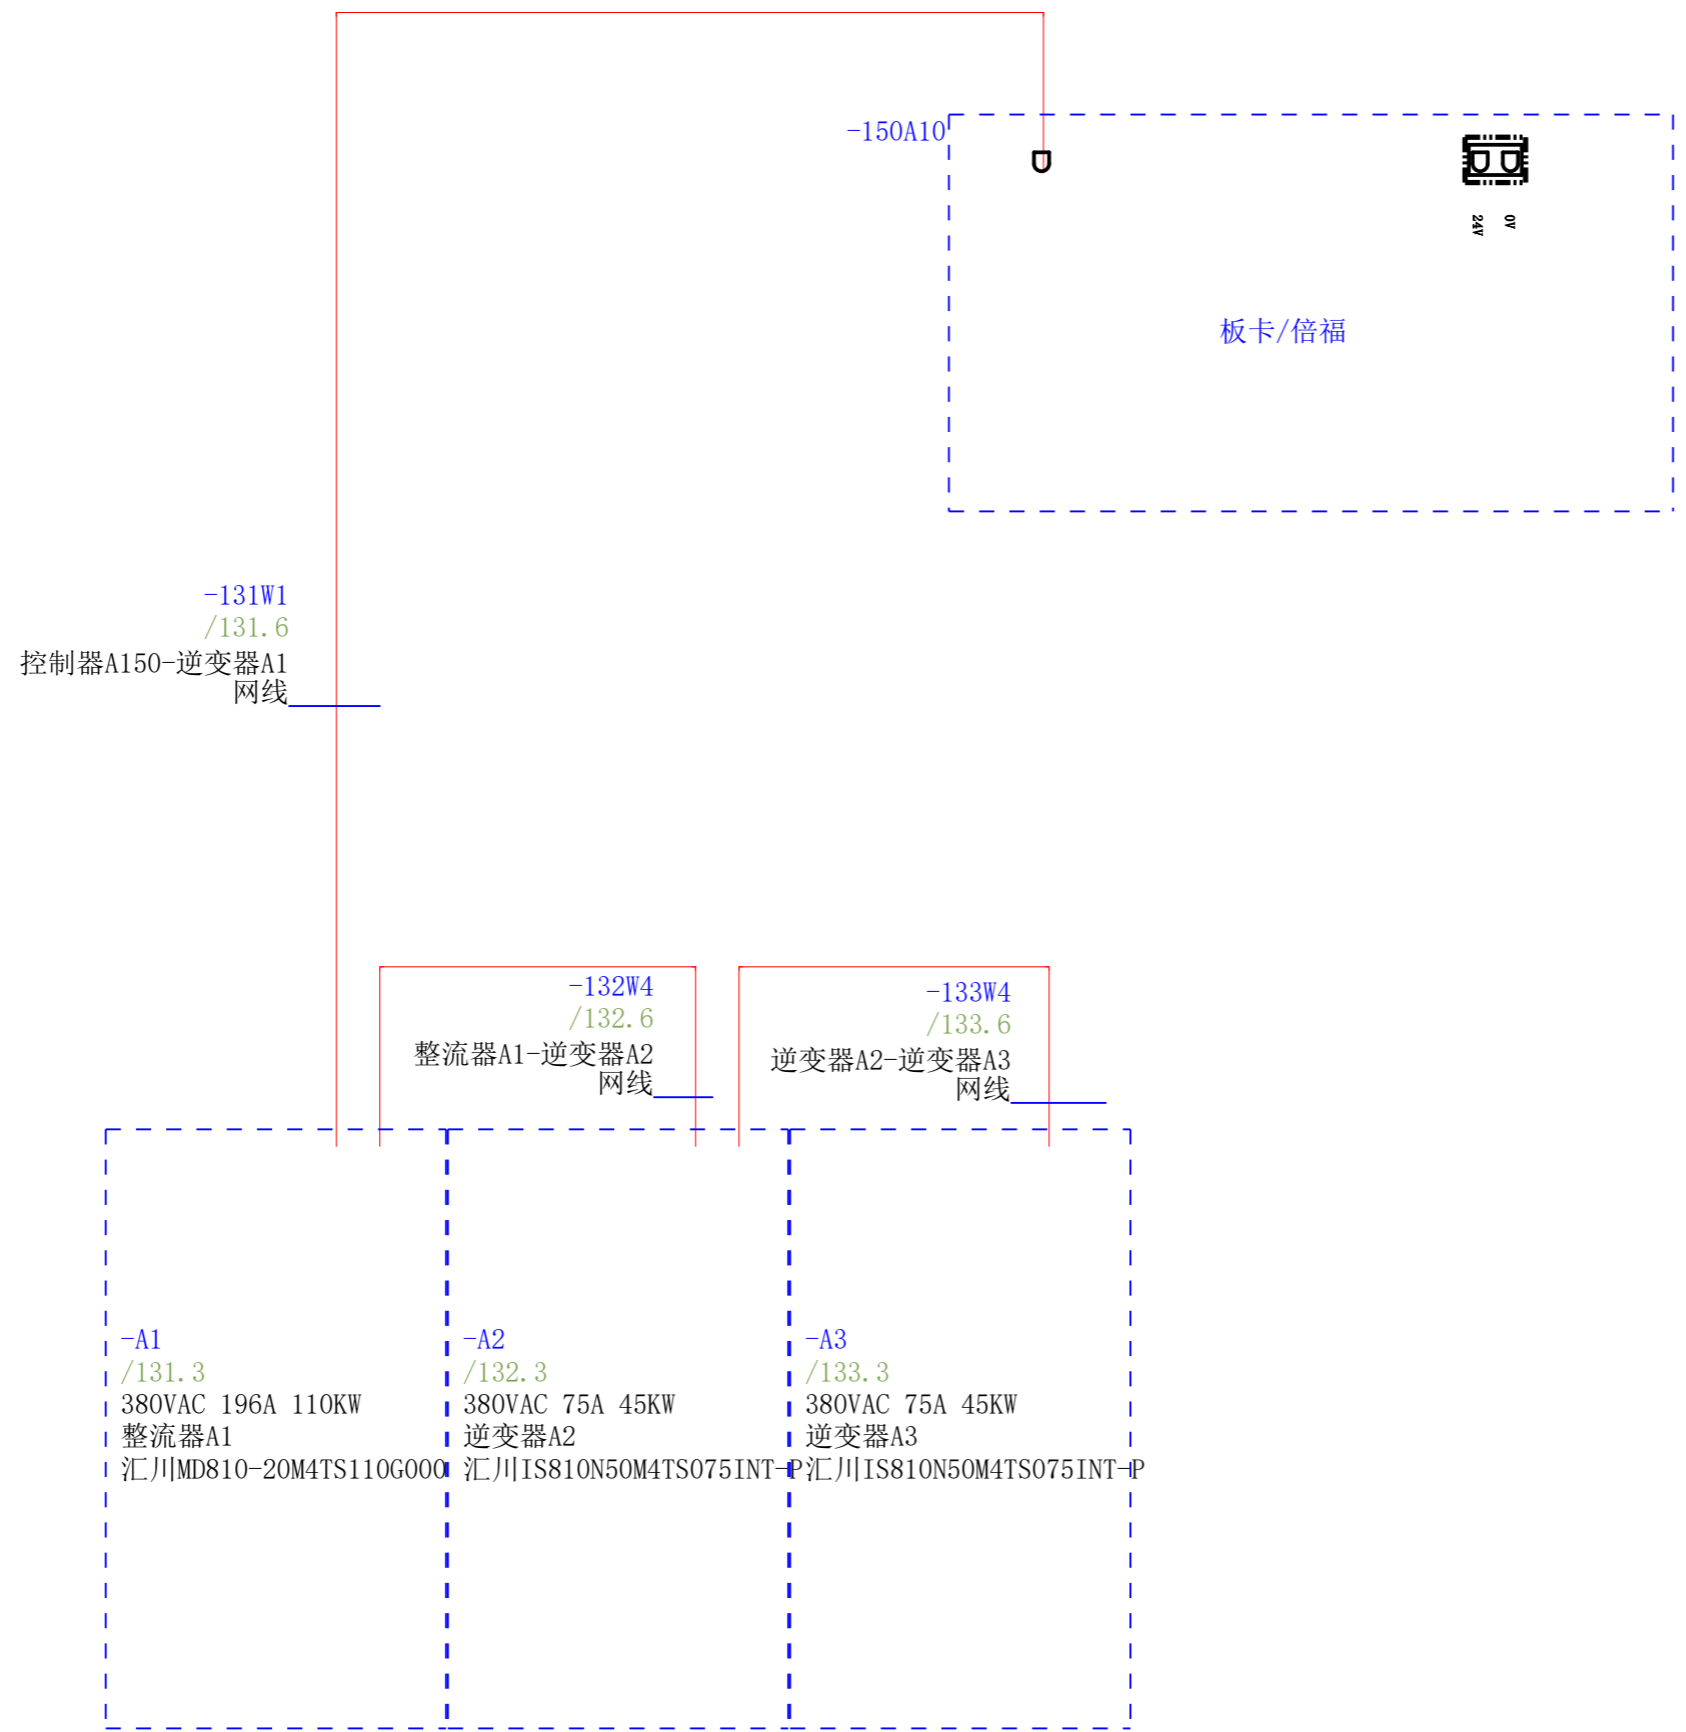 -150A10
24V
0V
板卡/倍福
-131W1
/131.6
控制器A150-逆变器A1
网线
-132W4
/132.6
整流器A1-逆变器A2
网线
-133W4
/133.6
逆变器A2-逆变器A3
网线
-A1
/131.3
380VAC 196A 110KW
整流器A1
汇川MD810-20M4TS110G000
-A2
/132.3
380VAC 75A 45KW
逆变器A2
汇川IS810N50M4TS075INT-P
-A3
/133.3
380VAC 75A 45KW
逆变器A3
汇川IS810N50M4TS075INT-P